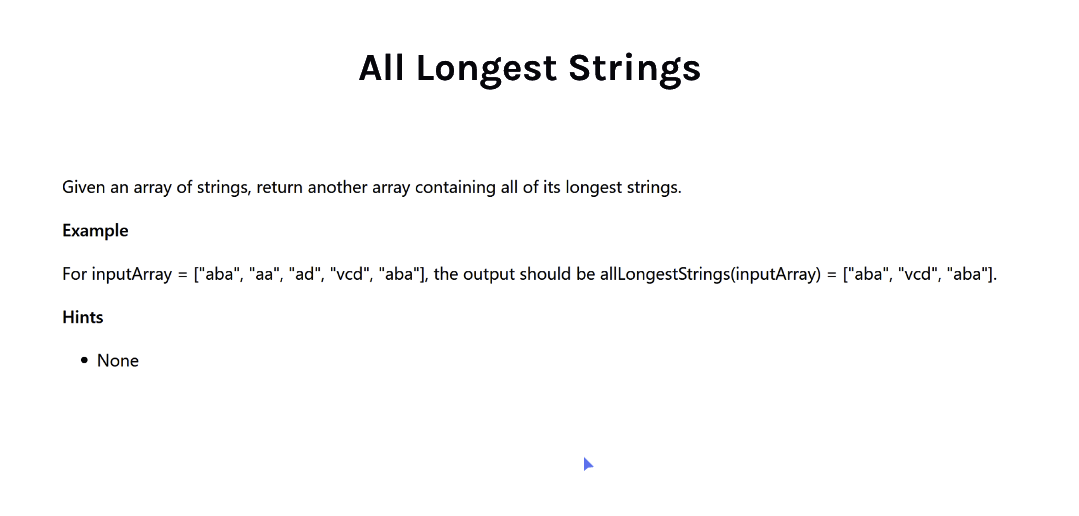 All Longest Strings
Given an array of strings, return another array containing all of its longest strings.
Example
For inputArray = ["aba", "aa", "ad", "vcd", "aba"], the output should be allLongestStrings(inputArray) = ["aba", "vcd", "aba"].
Hints
• None